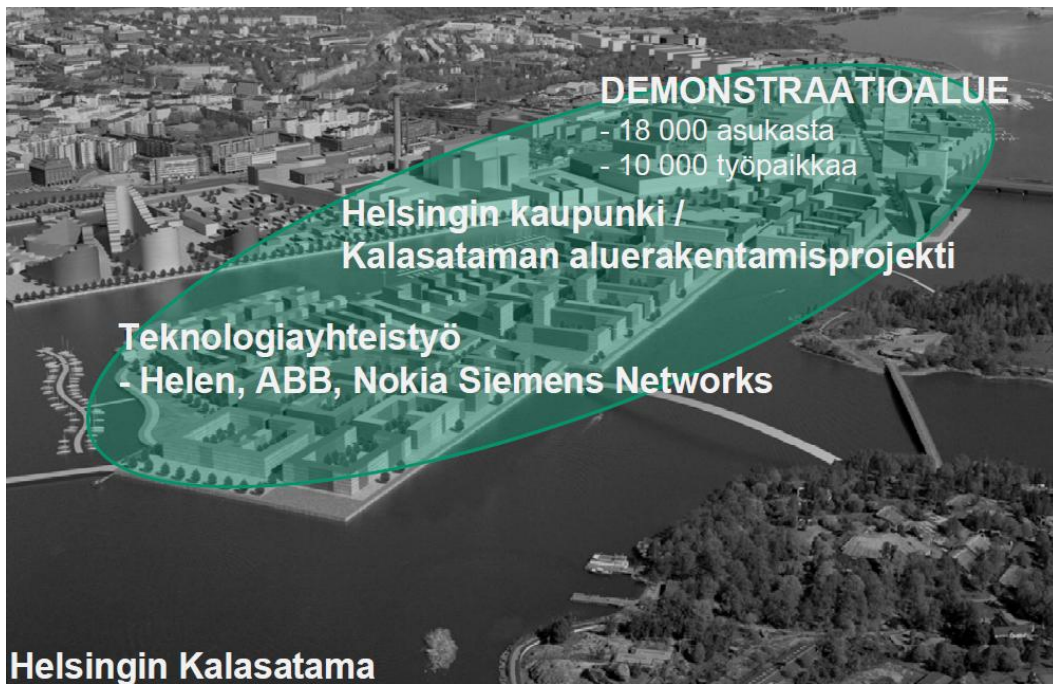 DEMONSTRAATIOALUE
- 18 000 asukasta
- 10 000 työpaikkaa
Helsingin kaupunki /
Kalasataman aluerakentamisprojekti
Teknologiayhteistyö
- Helen, ABB, Nokia Siemens Networks
Helsingin Kalasatama